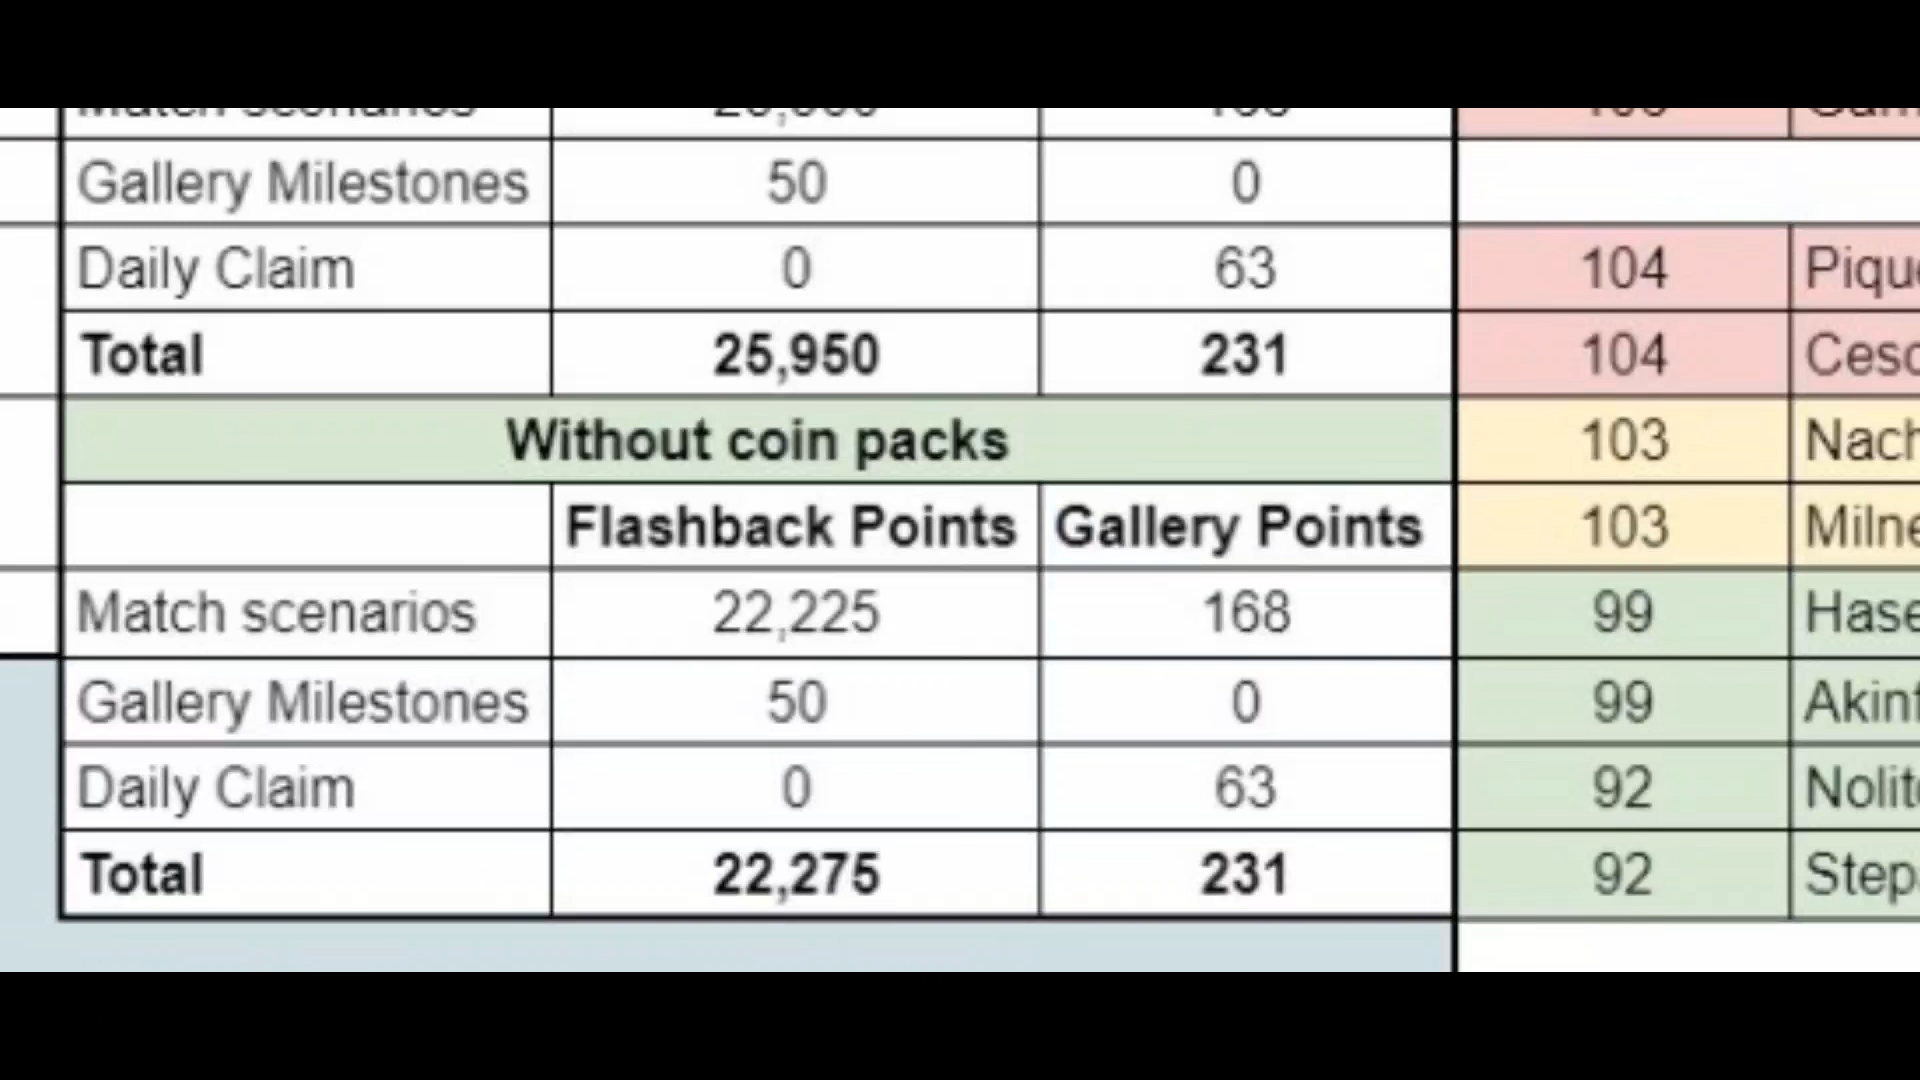 Gallery Milestones 50 0
Daily Claim 0 63 104
Total 25,950 231 104
Without coin packs 103
Flashback Points Gallery Points 103
Match scenarios 22,225 168 99
Gallery Milestones 50 0 99
Daily Claim 0 63 92
Total 22,275 231 92